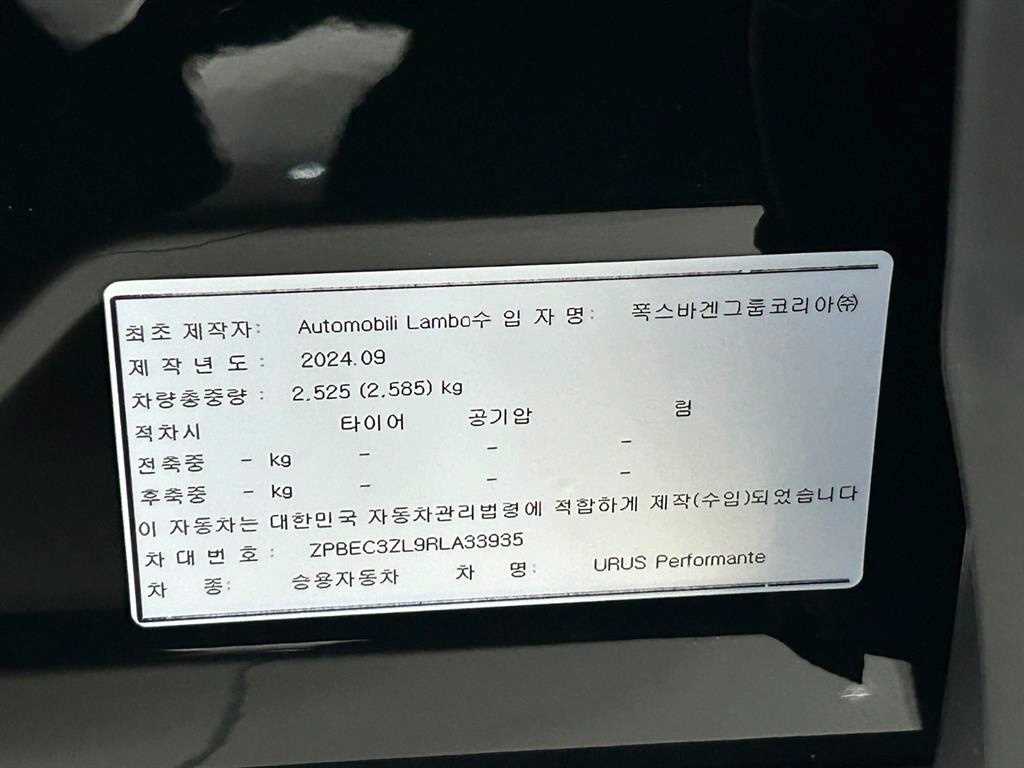 최초 제작자: Automobili Lambo수 입 자 명: 폭스바겐그룹코리아㈜
제 작 년 도 : 2024.09
차량총중량 : 2.525 (2.585) kg
적차시 타이어 공기압 림
전축중 - kg - - -
후축중 - kg - - -
이 자동차는 대한민국 자동차관리법령에 적합하게 제작(수입)되었습니다
차 대 번 호 : ZPBEC3ZL9RLA33935
차 종: 승용자동차 차 명: URUS Performante